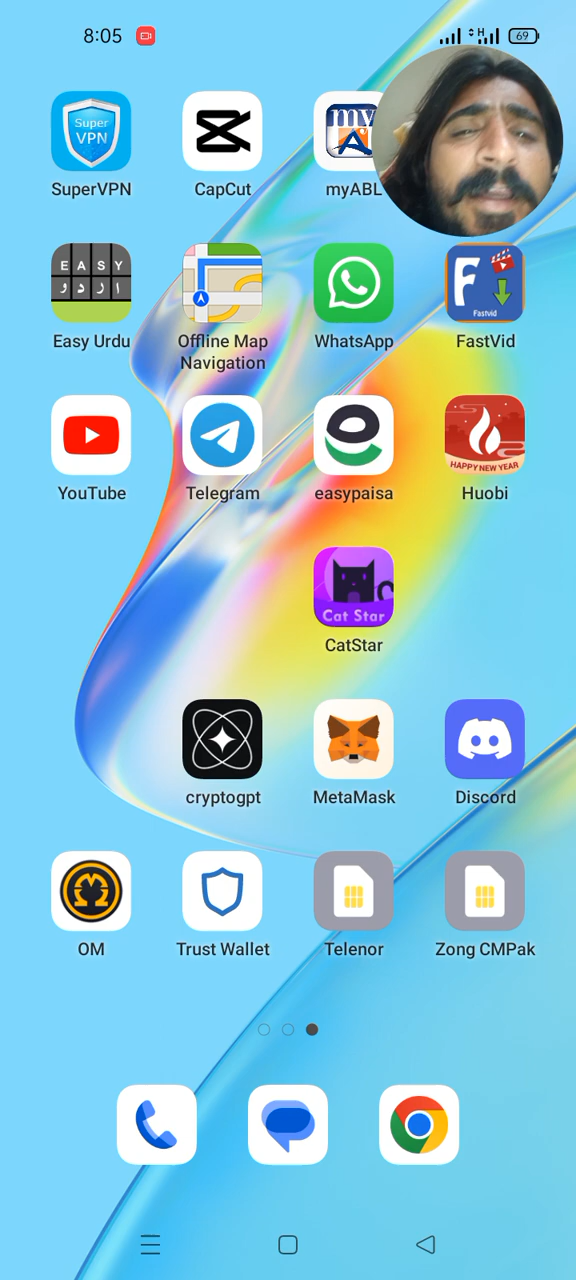 8:05
H
69
Super
VPN
my
A
SuperVPN
CapCut
myABL
E A S Y
ا ر د و
F
Fastvid
Easy Urdu
Offline Map
Navigation
WhatsApp
FastVid
HAPPY NEW YEAR
YouTube
Telegram
easypaisa
Huobi
Cat Star
CatStar
cryptogpt
MetaMask
Discord
OM
Trust Wallet
Telenor
Zong CMPak